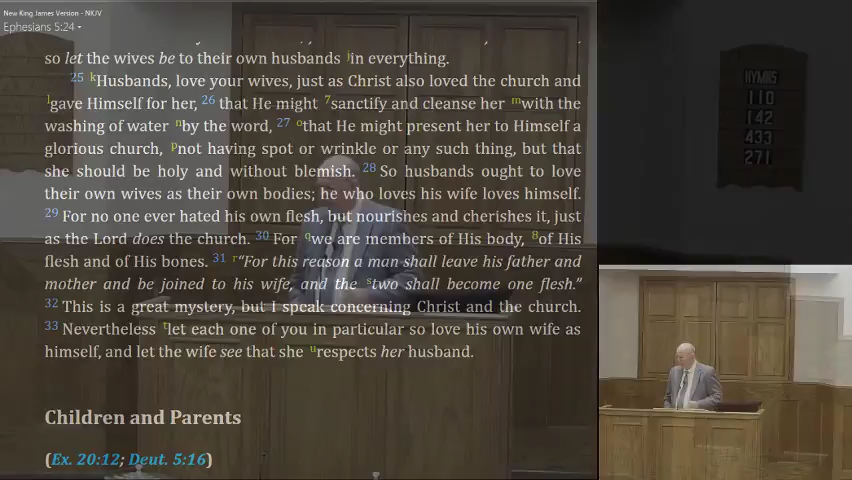 New King James Version - NKJV
Ephesians 5:24
so let the wives be to their own husbands j in everything.
25 k Husbands, love your wives, just as Christ also loved the church and
l gave Himself for her, 26 that He might 7 sanctify and cleanse her m with the
washing of water n by the word, 27 o that He might present her to Himself a
glorious church, p not having spot or wrinkle or any such thing, but that
she should be holy and without blemish. 28 So husbands ought to love
their own wives as their own bodies; he who loves his wife loves himself.
29 For no one ever hated his own flesh, but nourishes and cherishes it, just
as the Lord does the church. 30 For q we are members of His body, 8 of His
flesh and of His bones. 31 r “For this reason a man shall leave his father and
mother and be joined to his wife, and the s two shall become one flesh.”
32 This is a great mystery, but I speak concerning Christ and the church.
33 Nevertheless t let each one of you in particular so love his own wife as
himself, and let the wife see that she u respects her husband.
Children and Parents
(Ex. 20:12; Deut. 5:16)
HYMNS
110
142
433
271